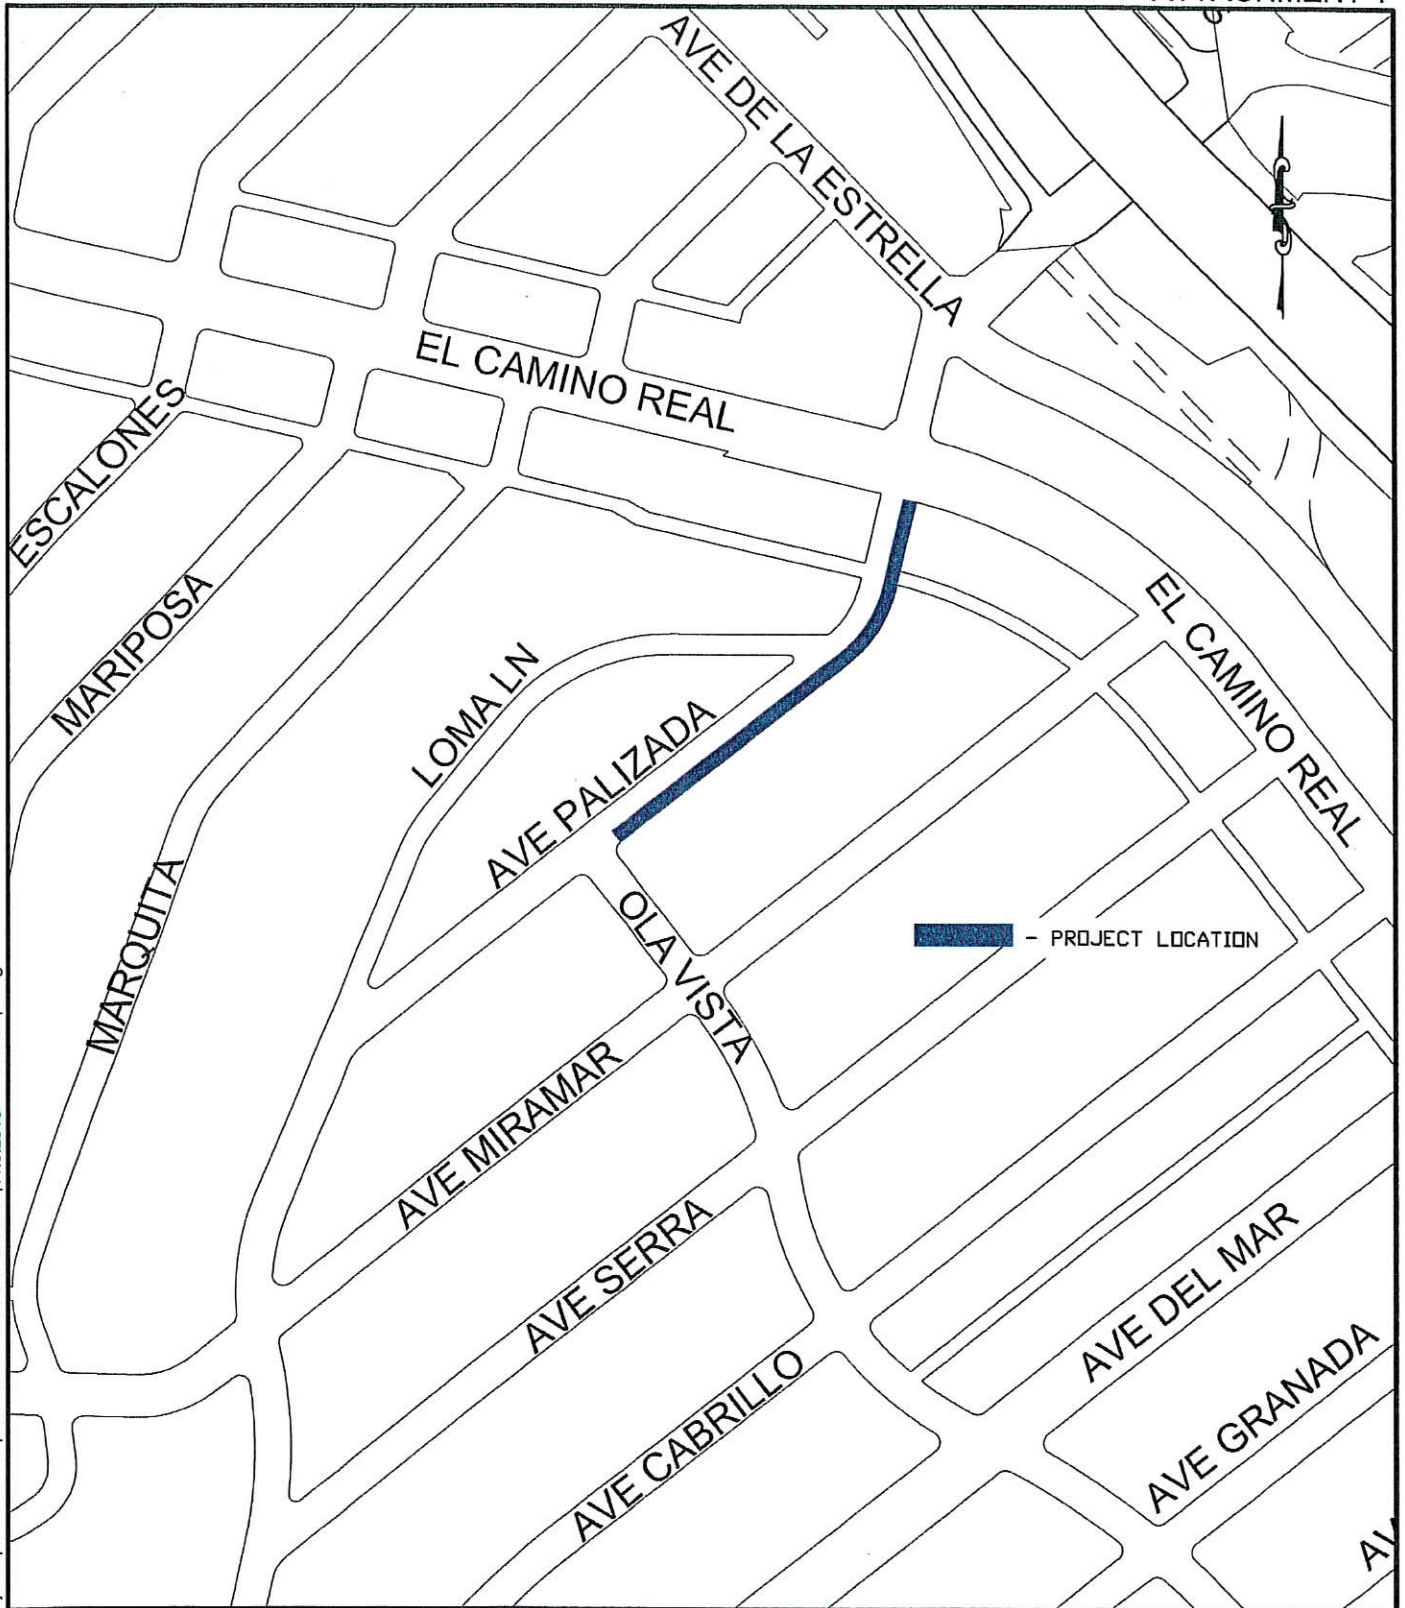 AVE DE LA ESTRELLA
EL CAMINO REAL
ESCALONES
MARIPOSA
EL CAMINO REAL
LOMA LN
AVE PALIZADA
MARQUITA
OLA VISTA
- PROJECT LOCATION
AVE MIRAMAR
AVE SERRA
AVE DEL MAR
AVE CABRILLO
AVE GRANADA